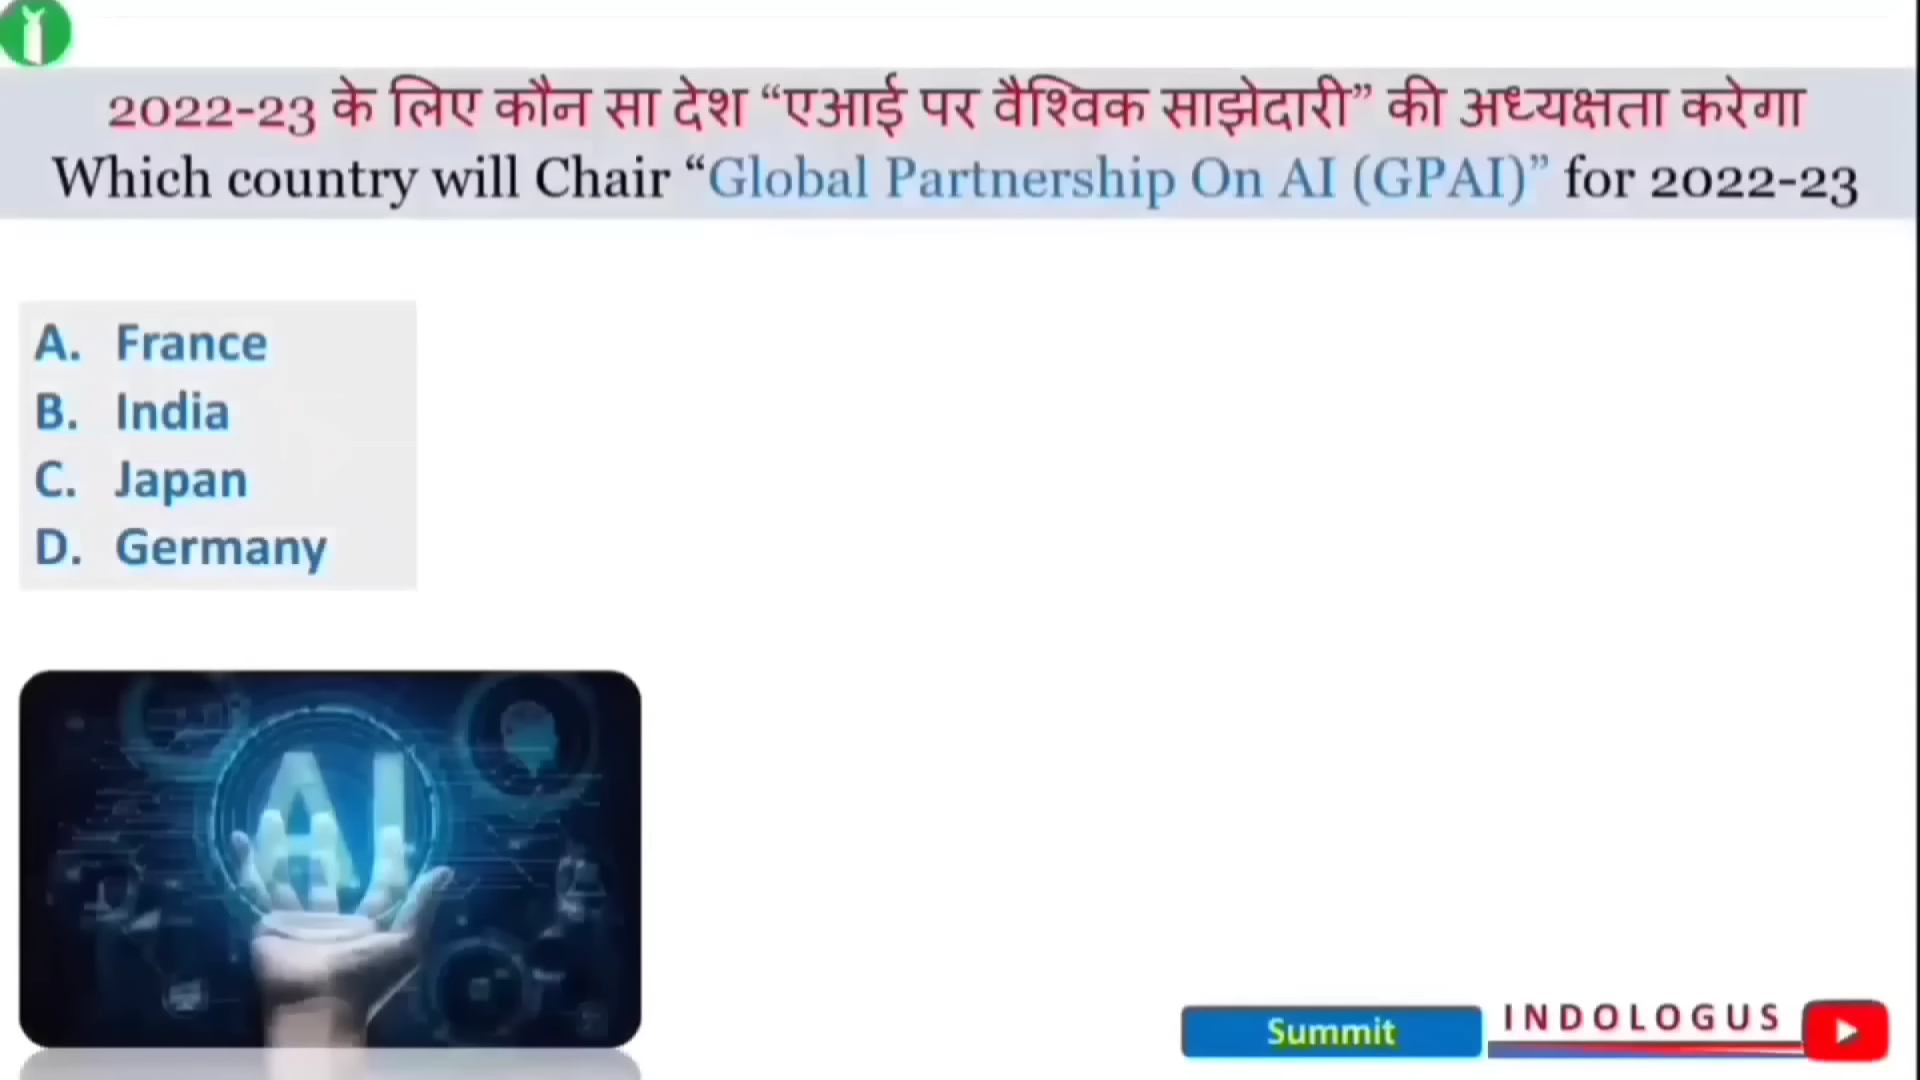 2022-23 के लिए कौन सा देश “एआई पर वैश्विक साझेदारी” की अध्यक्षता करेगा
Which country will Chair “Global Partnership On AI (GPAI)” for 2022-23
A. France
B. India
C. Japan
D. Germany
AI
Summit
INDOLOGUS